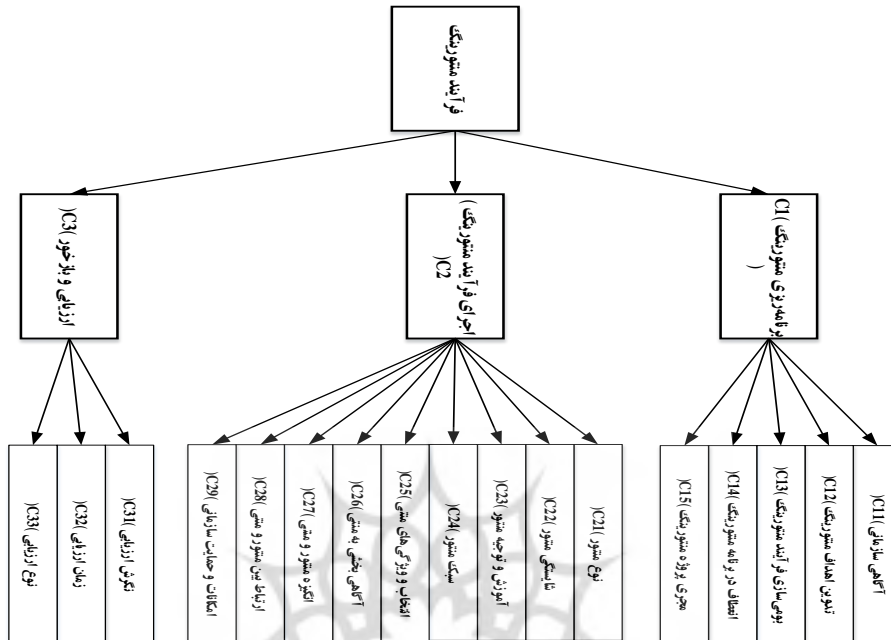 فرآیند منتورینگ
برنامه‌ریزی منتورینگ )C1
(
اجرای فرآیند منتورینگ (
)C2(
ارزیابی و بازخور )C3(
آگاهی سازمانی )C11(
تدوین اهداف منتورینگ )C12(
بومی‌سازی فرآیند منتورینگ )C13(
انعطاف در برنامه منتورینگ )C14(
مجری پروژه منتورینگ )C15(
نوع منتور )C21(
شایستگی منتور )C22(
آموزش و توجیه منتور )C23(
سبک منتور )C24(
انتخاب و ویژگی‌های منتی )C25(
آگاهی بخشی به منتی )C26(
انگیزه منتور و منتی )C27(
ارتباط بین منتور و منتی )C28(
امکانات و حمایت سازمانی )C29(
نگرش ارزیابی )C31(
زمان ارزیابی )C32(
نوع ارزیابی )C33(